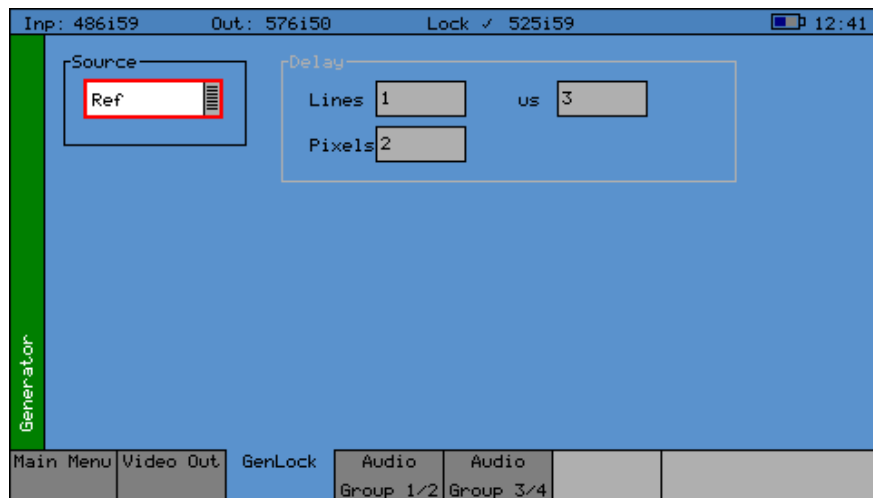 Inp: 486i59 Out: 576i50 Lock ✓ 525i59 12:41
Source Delay
Ref Lines 1 us 3
Pixels 2
Generator
Main Menu Video Out GenLock Audio Group 1/2 Audio Group 3/4